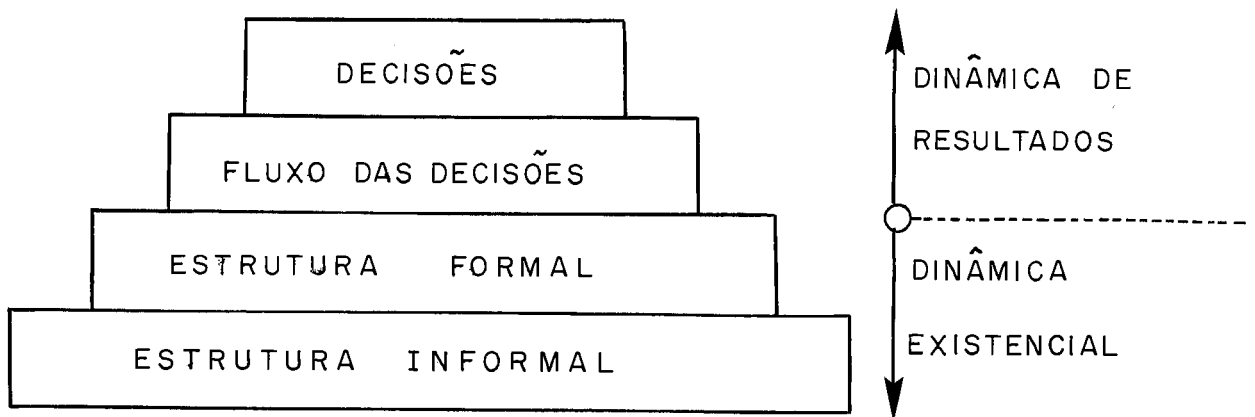 DECISÕES
FLUXO DAS DECISÕES
ESTRUTURA FORMAL
ESTRUTURA INFORMAL
DINÂMICA DE
RESULTADOS
DINÂMICA
EXISTENCIAL